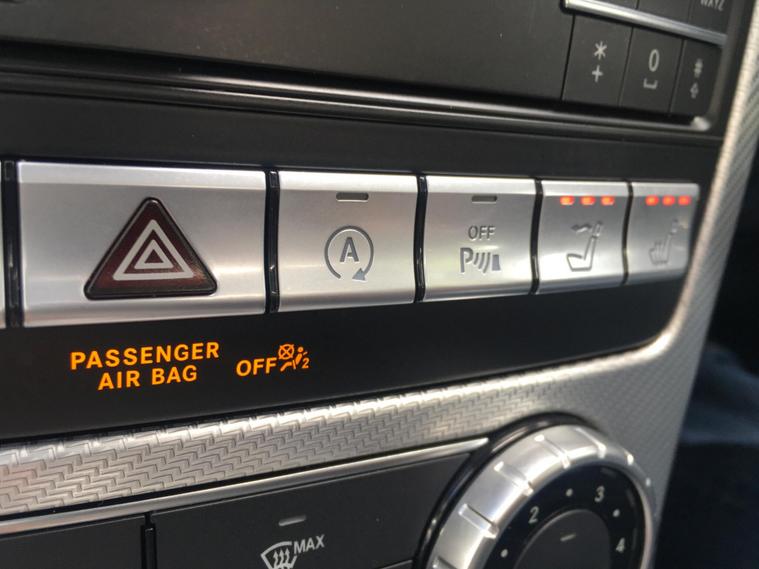 WXYZ
*
+
0
#
A
OFF
P
PASSENGER
AIR BAG OFF 2
MAX
2
3
4